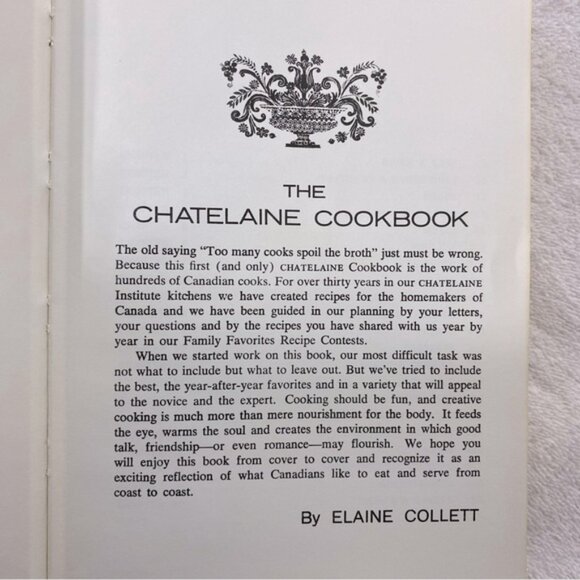 THE
CHATELAINE COOKBOOK
The old saying “Too many cooks spoil the broth” just must be wrong.
Because this first (and only) CHATELAINE Cookbook is the work of
hundreds of Canadian cooks. For over thirty years in our CHATELAINE
Institute kitchens we have created recipes for the homemakers of
Canada and we have been guided in our planning by your letters,
your questions and by the recipes you have shared with us year by
year in our Family Favorites Recipe Contests.
When we started work on this book, our most difficult task was
not what to include but what to leave out. But we’ve tried to include
the best, the year-after-year favorites and in a variety that will appeal
to the novice and the expert. Cooking should be fun, and creative
cooking is much more than mere nourishment for the body. It feeds
the eye, warms the soul and creates the environment in which good
talk, friendship—or even romance—may flourish. We hope you
will enjoy this book from cover to cover and recognize it as an
exciting reflection of what Canadians like to eat and serve from
coast to coast.
By ELAINE COLLETT